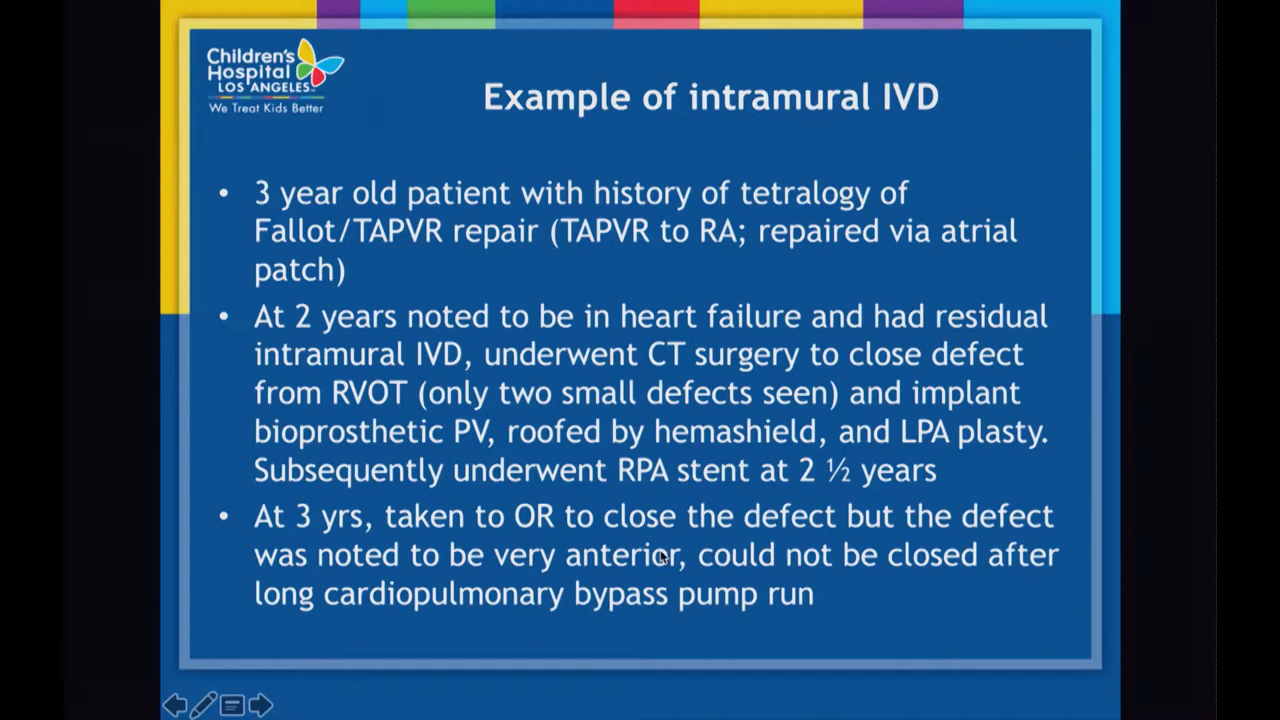 Children's
Hospital
LOS ANGELES
We Treat Kids Better
Example of intramural IVD
• 3 year old patient with history of tetralogy of
Fallot/TAPVR repair (TAPVR to RA; repaired via atrial
patch)
• At 2 years noted to be in heart failure and had residual
intramural IVD, underwent CT surgery to close defect
from RVOT (only two small defects seen) and implant
bioprosthetic PV, roofed by hemashield, and LPA plasty.
Subsequently underwent RPA stent at 2 ½ years
• At 3 yrs, taken to OR to close the defect but the defect
was noted to be very anterior, could not be closed after
long cardiopulmonary bypass pump run